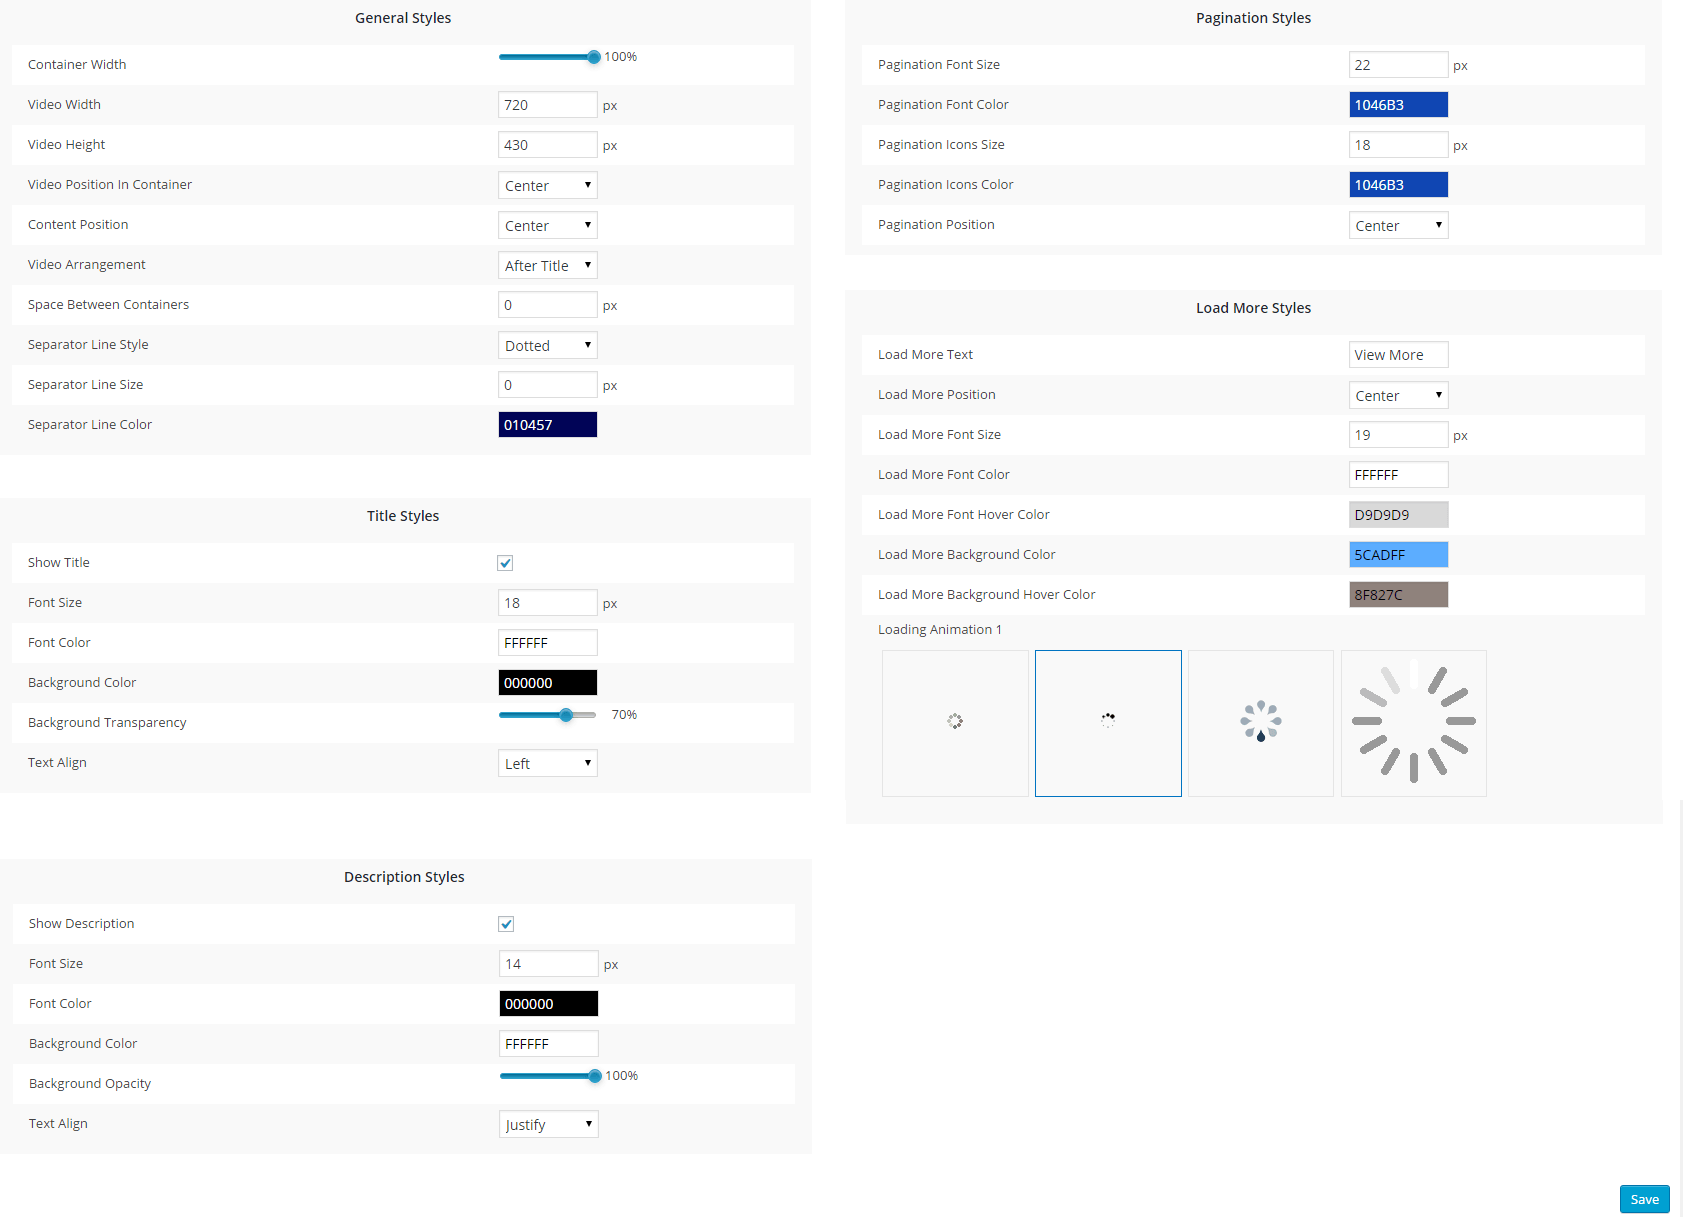 General Styles
Container Width 100%
Video Width 720 px
Video Height 430 px
Video Position In Container Center
Content Position Center
Video Arrangement After Title
Space Between Containers 0 px
Separator Line Style Dotted
Separator Line Size 0 px
Separator Line Color 010457
Title Styles
Show Title
Font Size 18 px
Font Color FFFFFF
Background Color 000000
Background Transparency 70%
Text Align Left
Description Styles
Show Description
Font Size 14 px
Font Color 000000
Background Color FFFFFF
Background Opacity 100%
Text Align Justify
Pagination Styles
Pagination Font Size 22 px
Pagination Font Color 1046B3
Pagination Icons Size 18 px
Pagination Icons Color 1046B3
Pagination Position Center
Load More Styles
Load More Text View More
Load More Position Center
Load More Font Size 19 px
Load More Font Color FFFFFF
Load More Font Hover Color D9D9D9
Load More Background Color 5CADFF
Load More Background Hover Color 8F827C
Loading Animation 1
Save